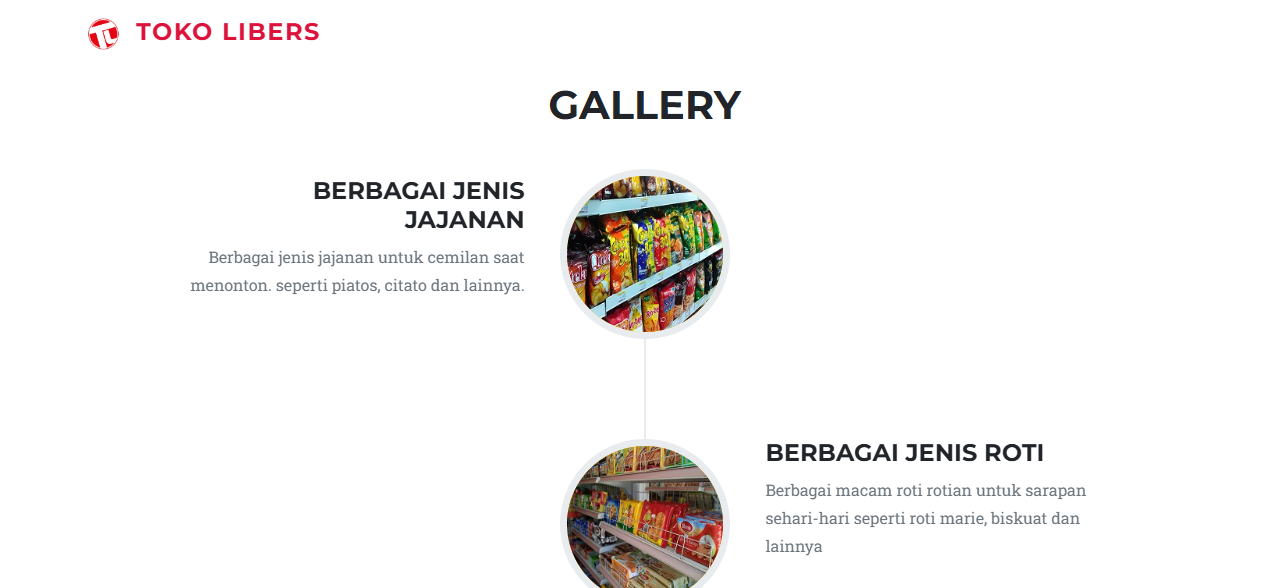 TOKO LIBERS
GALLERY
BERBAGAI JENIS
JAJANAN
Berbagai jenis jajanan untuk cemilan saat
menonton. seperti piatos, citato dan lainnya.
BERBAGAI JENIS ROTI
Berbagai macam roti rotian untuk sarapan
sehari-hari seperti roti marie, biskuat dan
lainnya